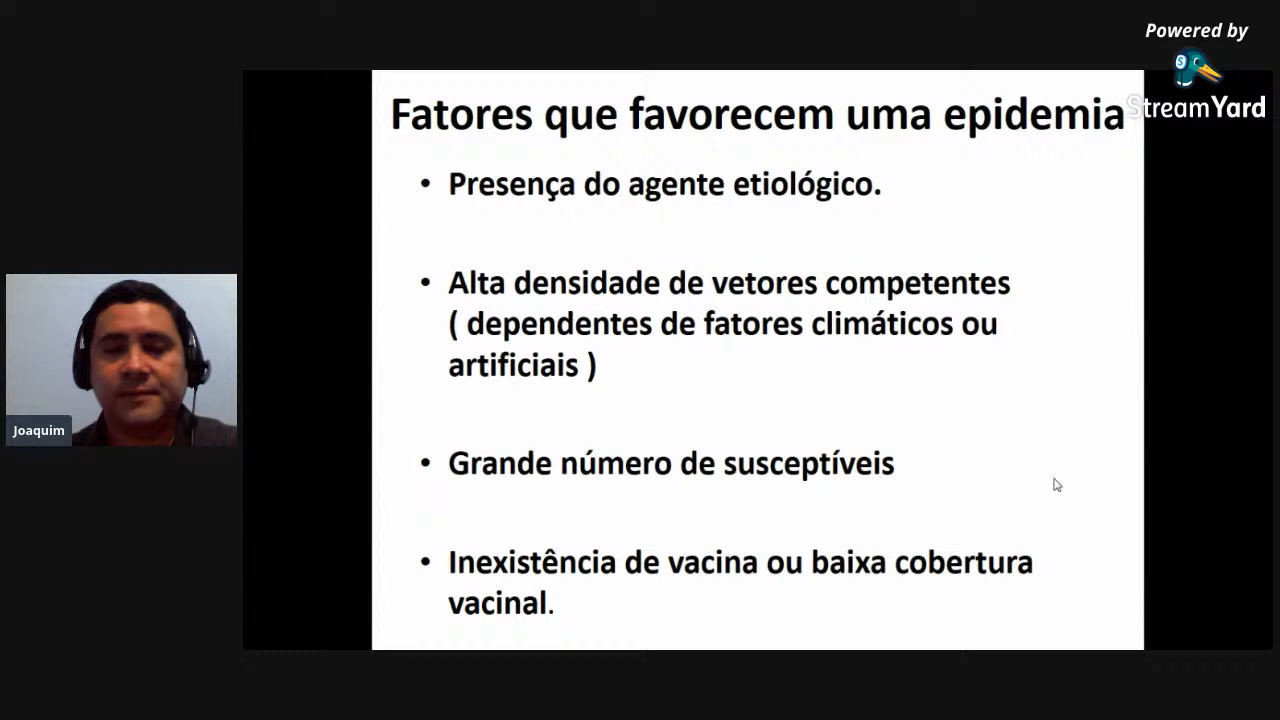 Powered by
StreamYard
Fatores que favorecem uma epidemia
• Presença do agente etiológico.
• Alta densidade de vetores competentes
( dependentes de fatores climáticos ou
artificiais )
• Grande número de susceptíveis
• Inexistência de vacina ou baixa cobertura
vacinal.
Joaquim